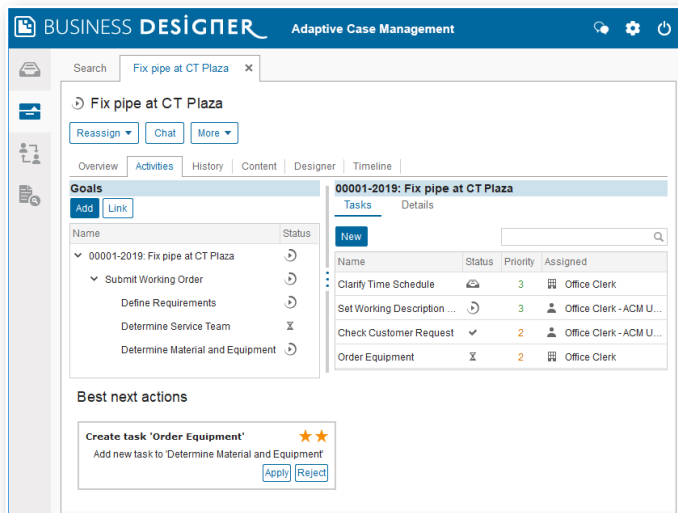 BUSINESS DESIGNER Adaptive Case Management
Search Fix pipe at CT Plaza
Fix pipe at CT Plaza
Reassign Chat More
Overview Activities History Content Designer Timeline
Goals
Add Link
Name Status
00001-2019: Fix pipe at CT Plaza
Submit Working Order
Define Requirements
Determine Service Team
Determine Material and Equipment
00001-2019: Fix pipe at CT Plaza
Tasks Details
New
Name Status Priority Assigned
Clarify Time Schedule 3 Office Clerk
Set Working Description ... 3 Office Clerk - ACM U...
Check Customer Request 2 Office Clerk - ACM U...
Order Equipment 2 Office Clerk
Best next actions
Create task 'Order Equipment'
Add new task to 'Determine Material and Equipment'
Apply Reject